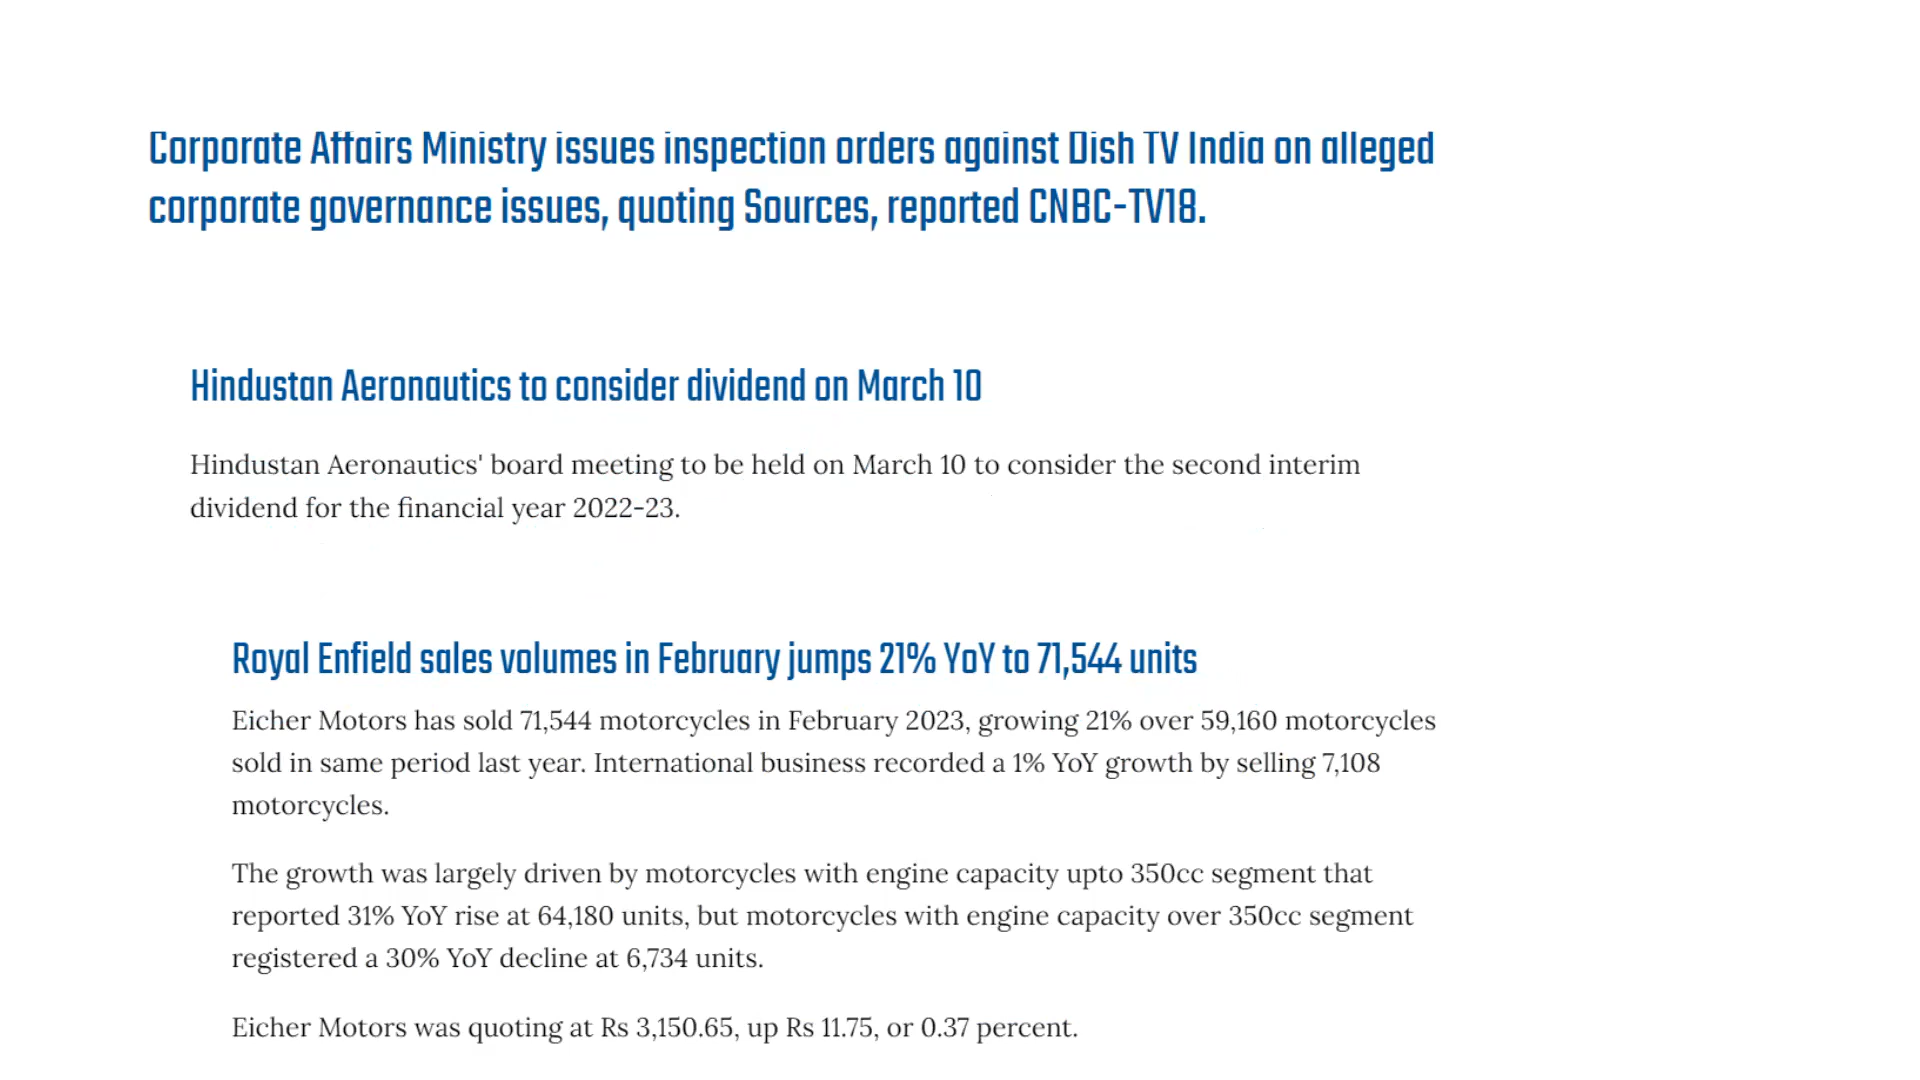 Corporate Affairs Ministry issues inspection orders against Dish TV India on alleged
corporate governance issues, quoting Sources, reported CNBC-TV18.
Hindustan Aeronautics to consider dividend on March 10
Hindustan Aeronautics' board meeting to be held on March 10 to consider the second interim
dividend for the financial year 2022-23.
Royal Enfield sales volumes in February jumps 21% YoY to 71,544 units
Eicher Motors has sold 71,544 motorcycles in February 2023, growing 21% over 59,160 motorcycles
sold in same period last year. International business recorded a 1% YoY growth by selling 7,108
motorcycles.
The growth was largely driven by motorcycles with engine capacity upto 350cc segment that
reported 31% YoY rise at 64,180 units, but motorcycles with engine capacity over 350cc segment
registered a 30% YoY decline at 6,734 units.
Eicher Motors was quoting at Rs 3,150.65, up Rs 11.75, or 0.37 percent.